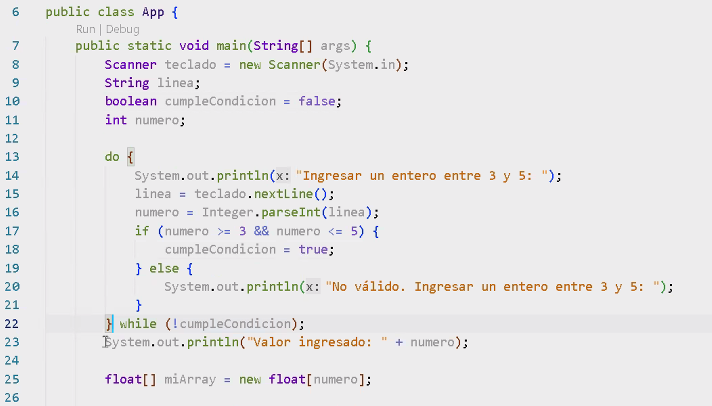 6 public class App {
Run | Debug
7 public static void main(String[] args) {
8 Scanner teclado = new Scanner(System.in);
9 String linea;
10 boolean cumpleCondicion = false;
11 int numero;
12
13 do {
14 System.out.println(x: "Ingresar un entero entre 3 y 5: ");
15 linea = teclado.nextLine();
16 numero = Integer.parseInt(linea);
17 if (numero >= 3 && numero <= 5) {
18 cumpleCondicion = true;
19 } else {
20 System.out.println(x: "No válido. Ingresar un entero entre 3 y 5: ");
21 }
22 } while (!cumpleCondicion);
23 System.out.println("Valor ingresado: " + numero);
24
25 float[] miArray = new float[numero];
26